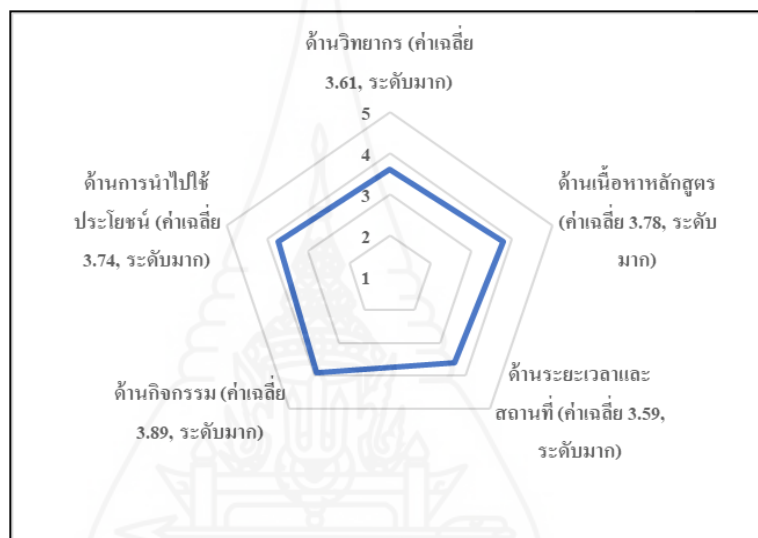 ด้านวิทยากร (ค่าเฉลี่ย
3.61, ระดับมาก)
5
4
3
2
1
ด้านเนื้อหาหลักสูตร
(ค่าเฉลี่ย 3.78, ระดับ
มาก)
ด้านระยะเวลาและ
สถานที่ (ค่าเฉลี่ย 3.59,
ระดับมาก)
ด้านกิจกรรม (ค่าเฉลี่ย
3.89, ระดับมาก)
ด้านการนำไปใช้
ประโยชน์ (ค่าเฉลี่ย
3.74, ระดับมาก)